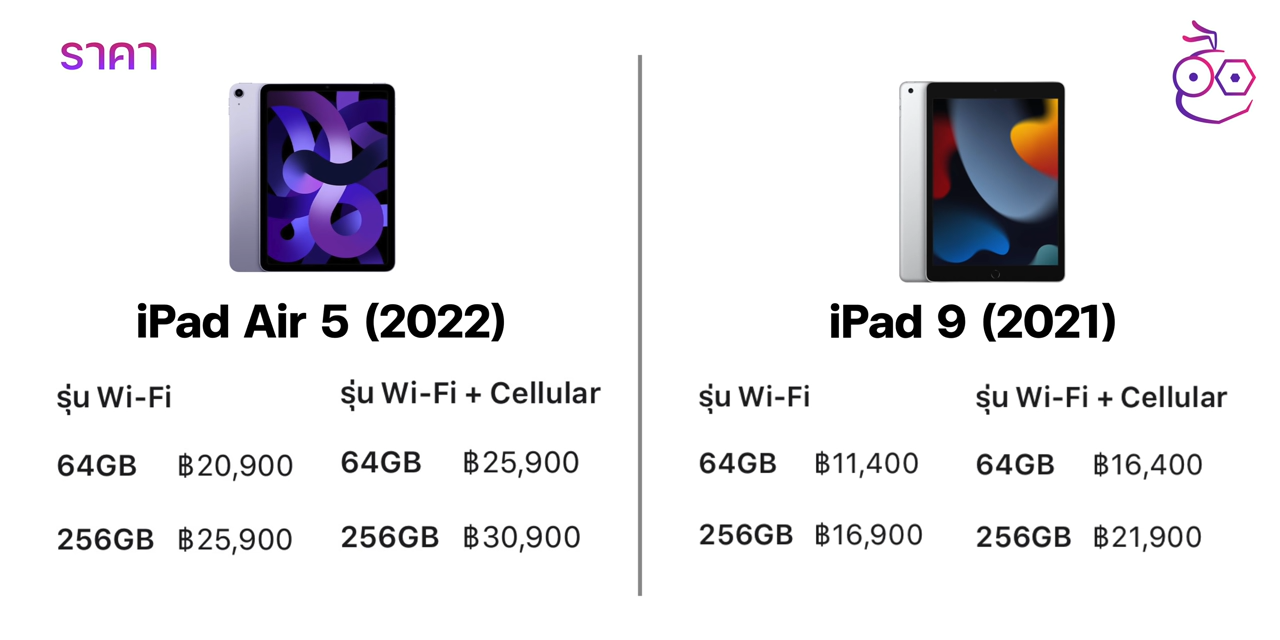 ราคา
iPad Air 5 (2022)
รุ่น Wi-Fi
รุ่น Wi-Fi + Cellular
64GB ฿20,900
64GB ฿25,900
256GB ฿25,900
256GB ฿30,900
iPad 9 (2021)
รุ่น Wi-Fi
รุ่น Wi-Fi + Cellular
64GB ฿11,400
64GB ฿16,400
256GB ฿16,900
256GB ฿21,900